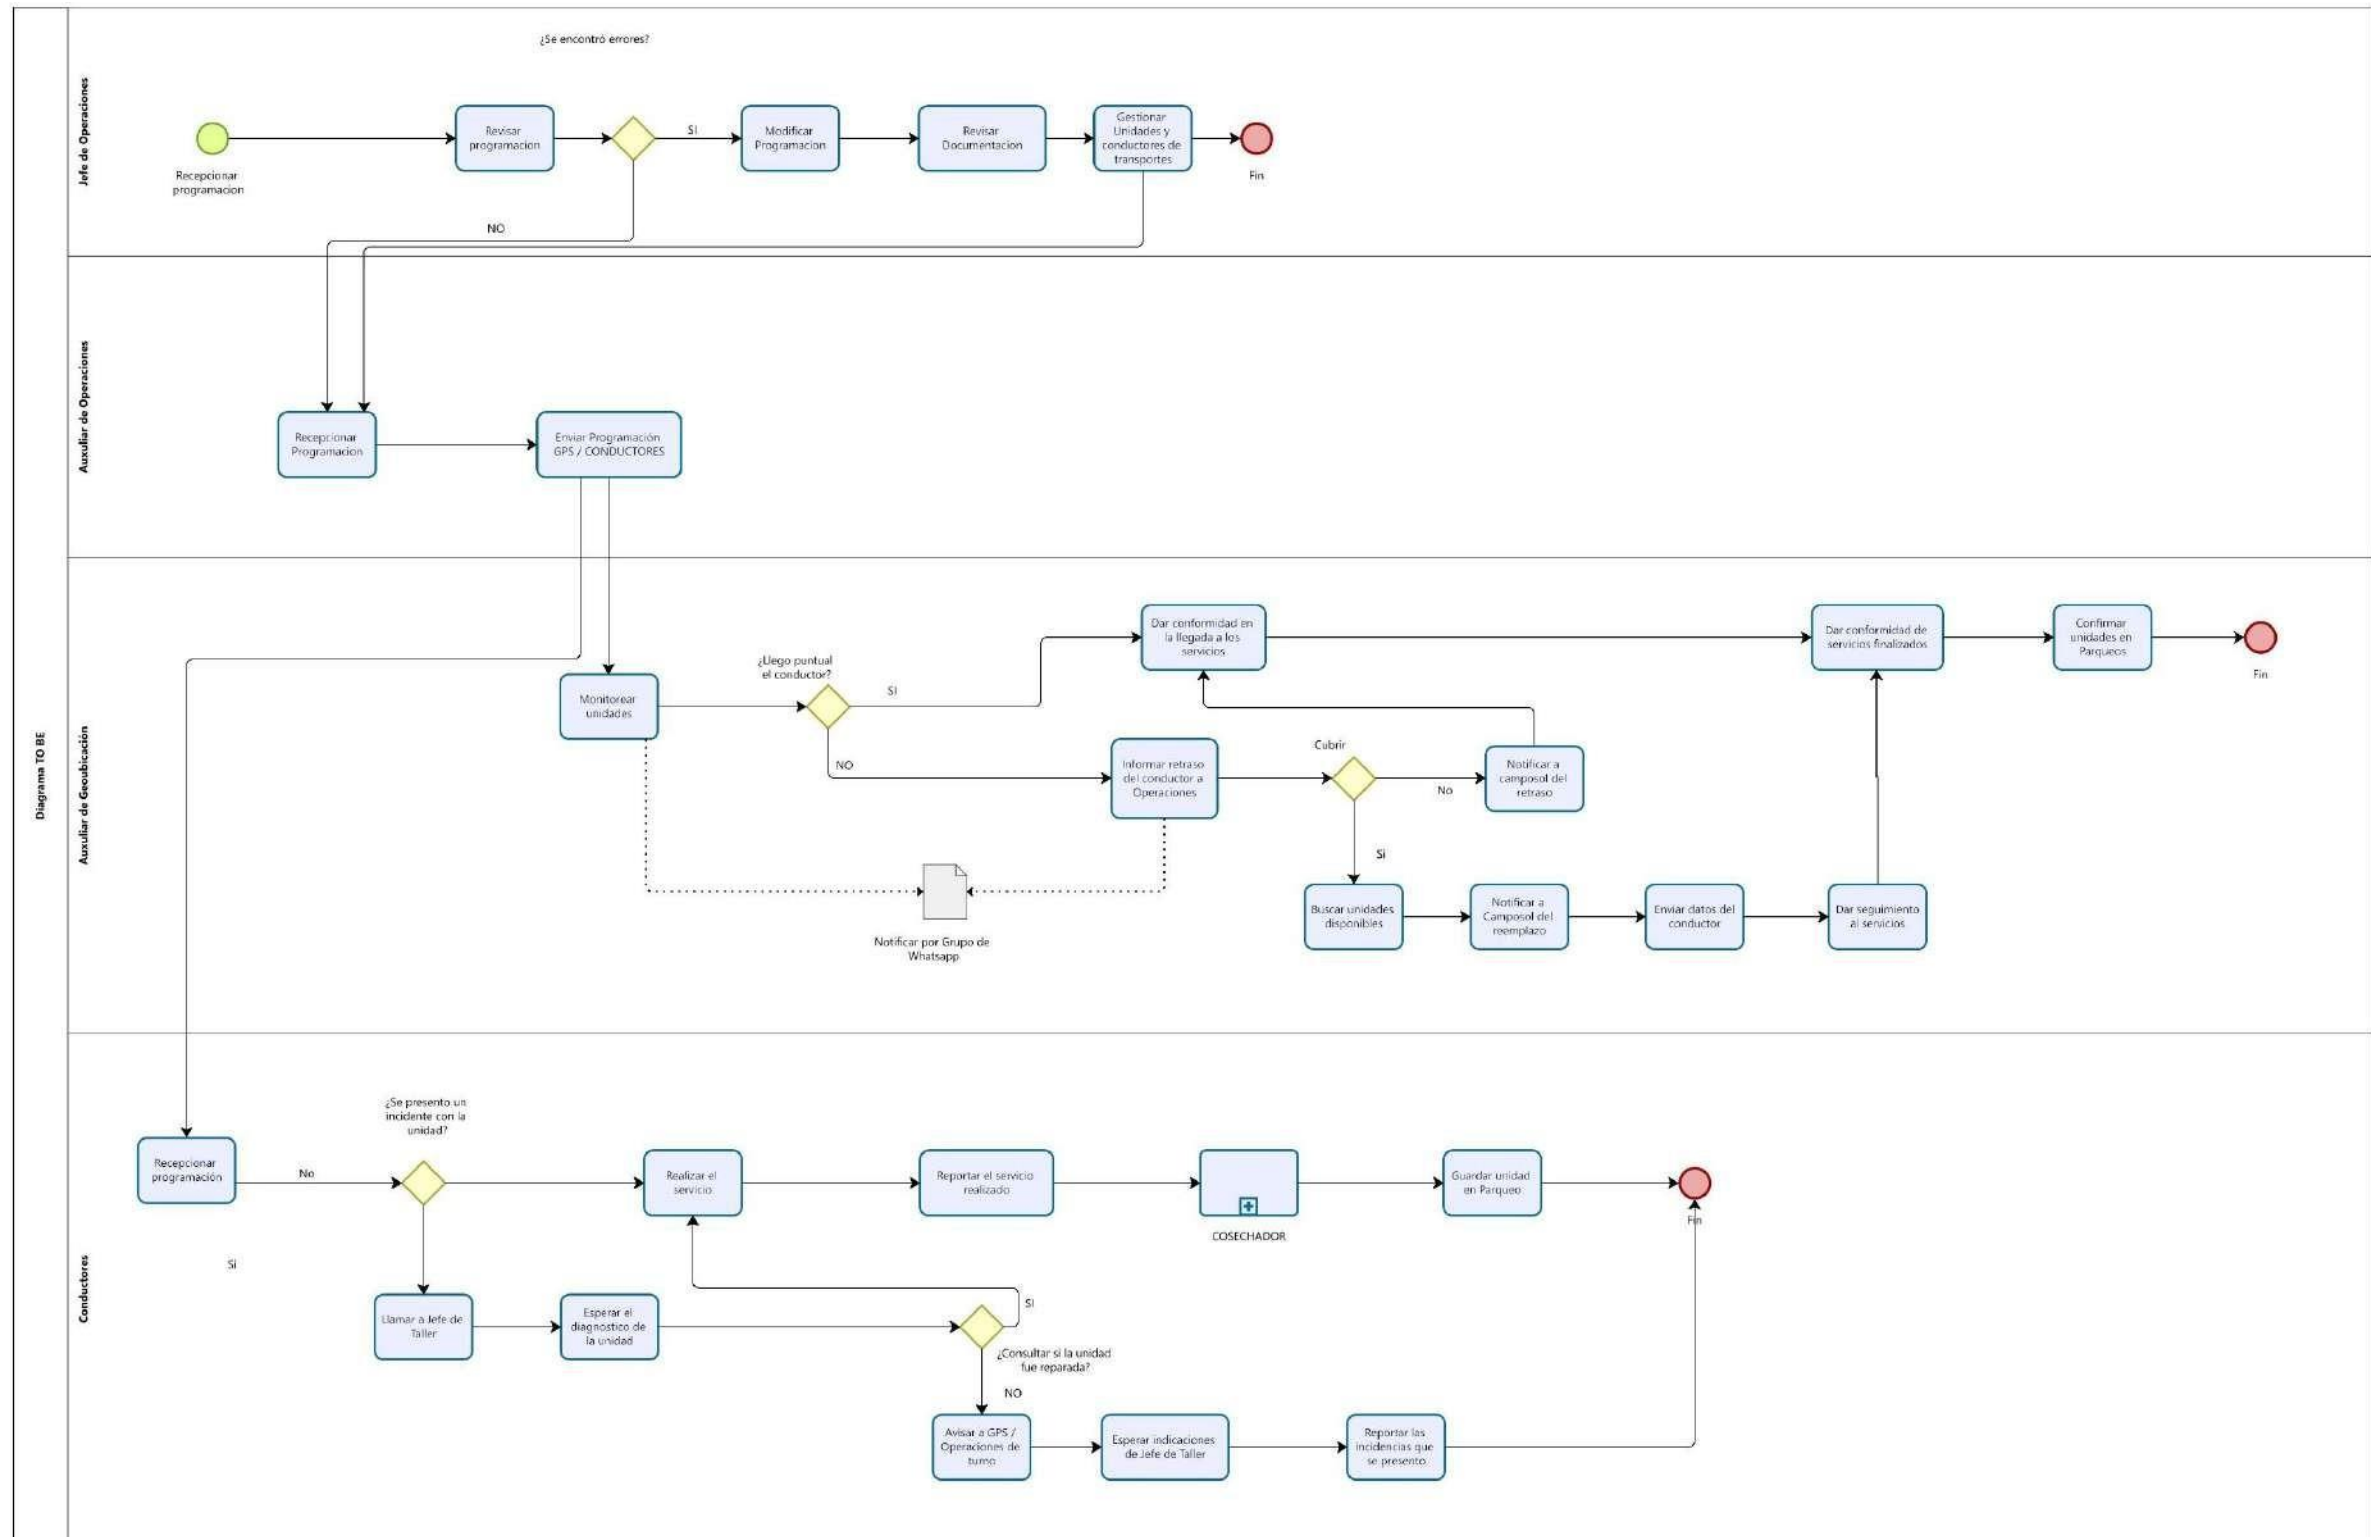 Diagrama TO BE
Jefe de Operaciones
¿Se encontró errores?
Recepcionar
programacion
Revisar
programacion
SI
Modificar
Programacion
Revisar
Documentacion
Gestionar
Unidades y
conductores de
transportes
Fin
NO
Auxuliar de Operaciones
Recepcionar
Programacion
Enviar Programación
GPS / CONDUCTORES
Auxuliar de Geoubicación
Monitorear
unidades
¿Llego puntual
el conductor?
SI
NO
Dar conformidad en
la llegada a los
servicios
Dar conformidad de
servicios finalizados
Confirmar
unidades en
Parqueos
Fin
Informar retraso
del conductor a
Operaciones
Cubrir
No
Notificar a
camposol del
retraso
Si
Notificar por Grupo de
Whatsapp
Buscar unidades
disponibles
Notificar a
Camposol del
reemplazo
Enviar datos del
conductor
Dar seguimiento
al servicios
Conductores
Recepcionar
programación
No
¿Se presento un
incidente con la
unidad?
Realizar el
servicio
Reportar el servicio
realizado
COSECHADOR
Guardar unidad
en Parqueo
Fin
Si
Llamar a Jefe de
Taller
Esperar el
diagnostico de
la unidad
SI
¿Consultar si la unidad
fue reparada?
NO
Avisar a GPS /
Operaciones de
turno
Esperar indicaciones
de Jefe de Taller
Reportar las
incidencias que
se presento